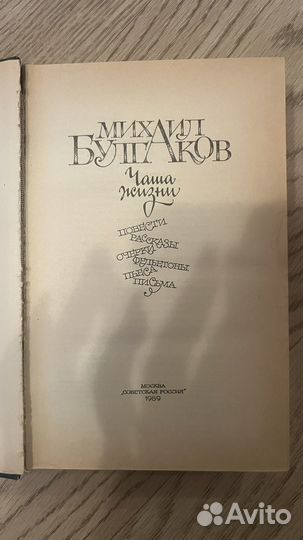 МИХАИЛ
БУЛГАКОВ
Чаша
жизни
ПОВЕСТИ
РАССКАЗЫ
ОЧЕРКИ
ФЕЛЬЕТОНЫ
ПЬЕСА
ПИСЬМА
МОСКВА
„СОВЕТСКАЯ РОССИЯ“
1989
Avito